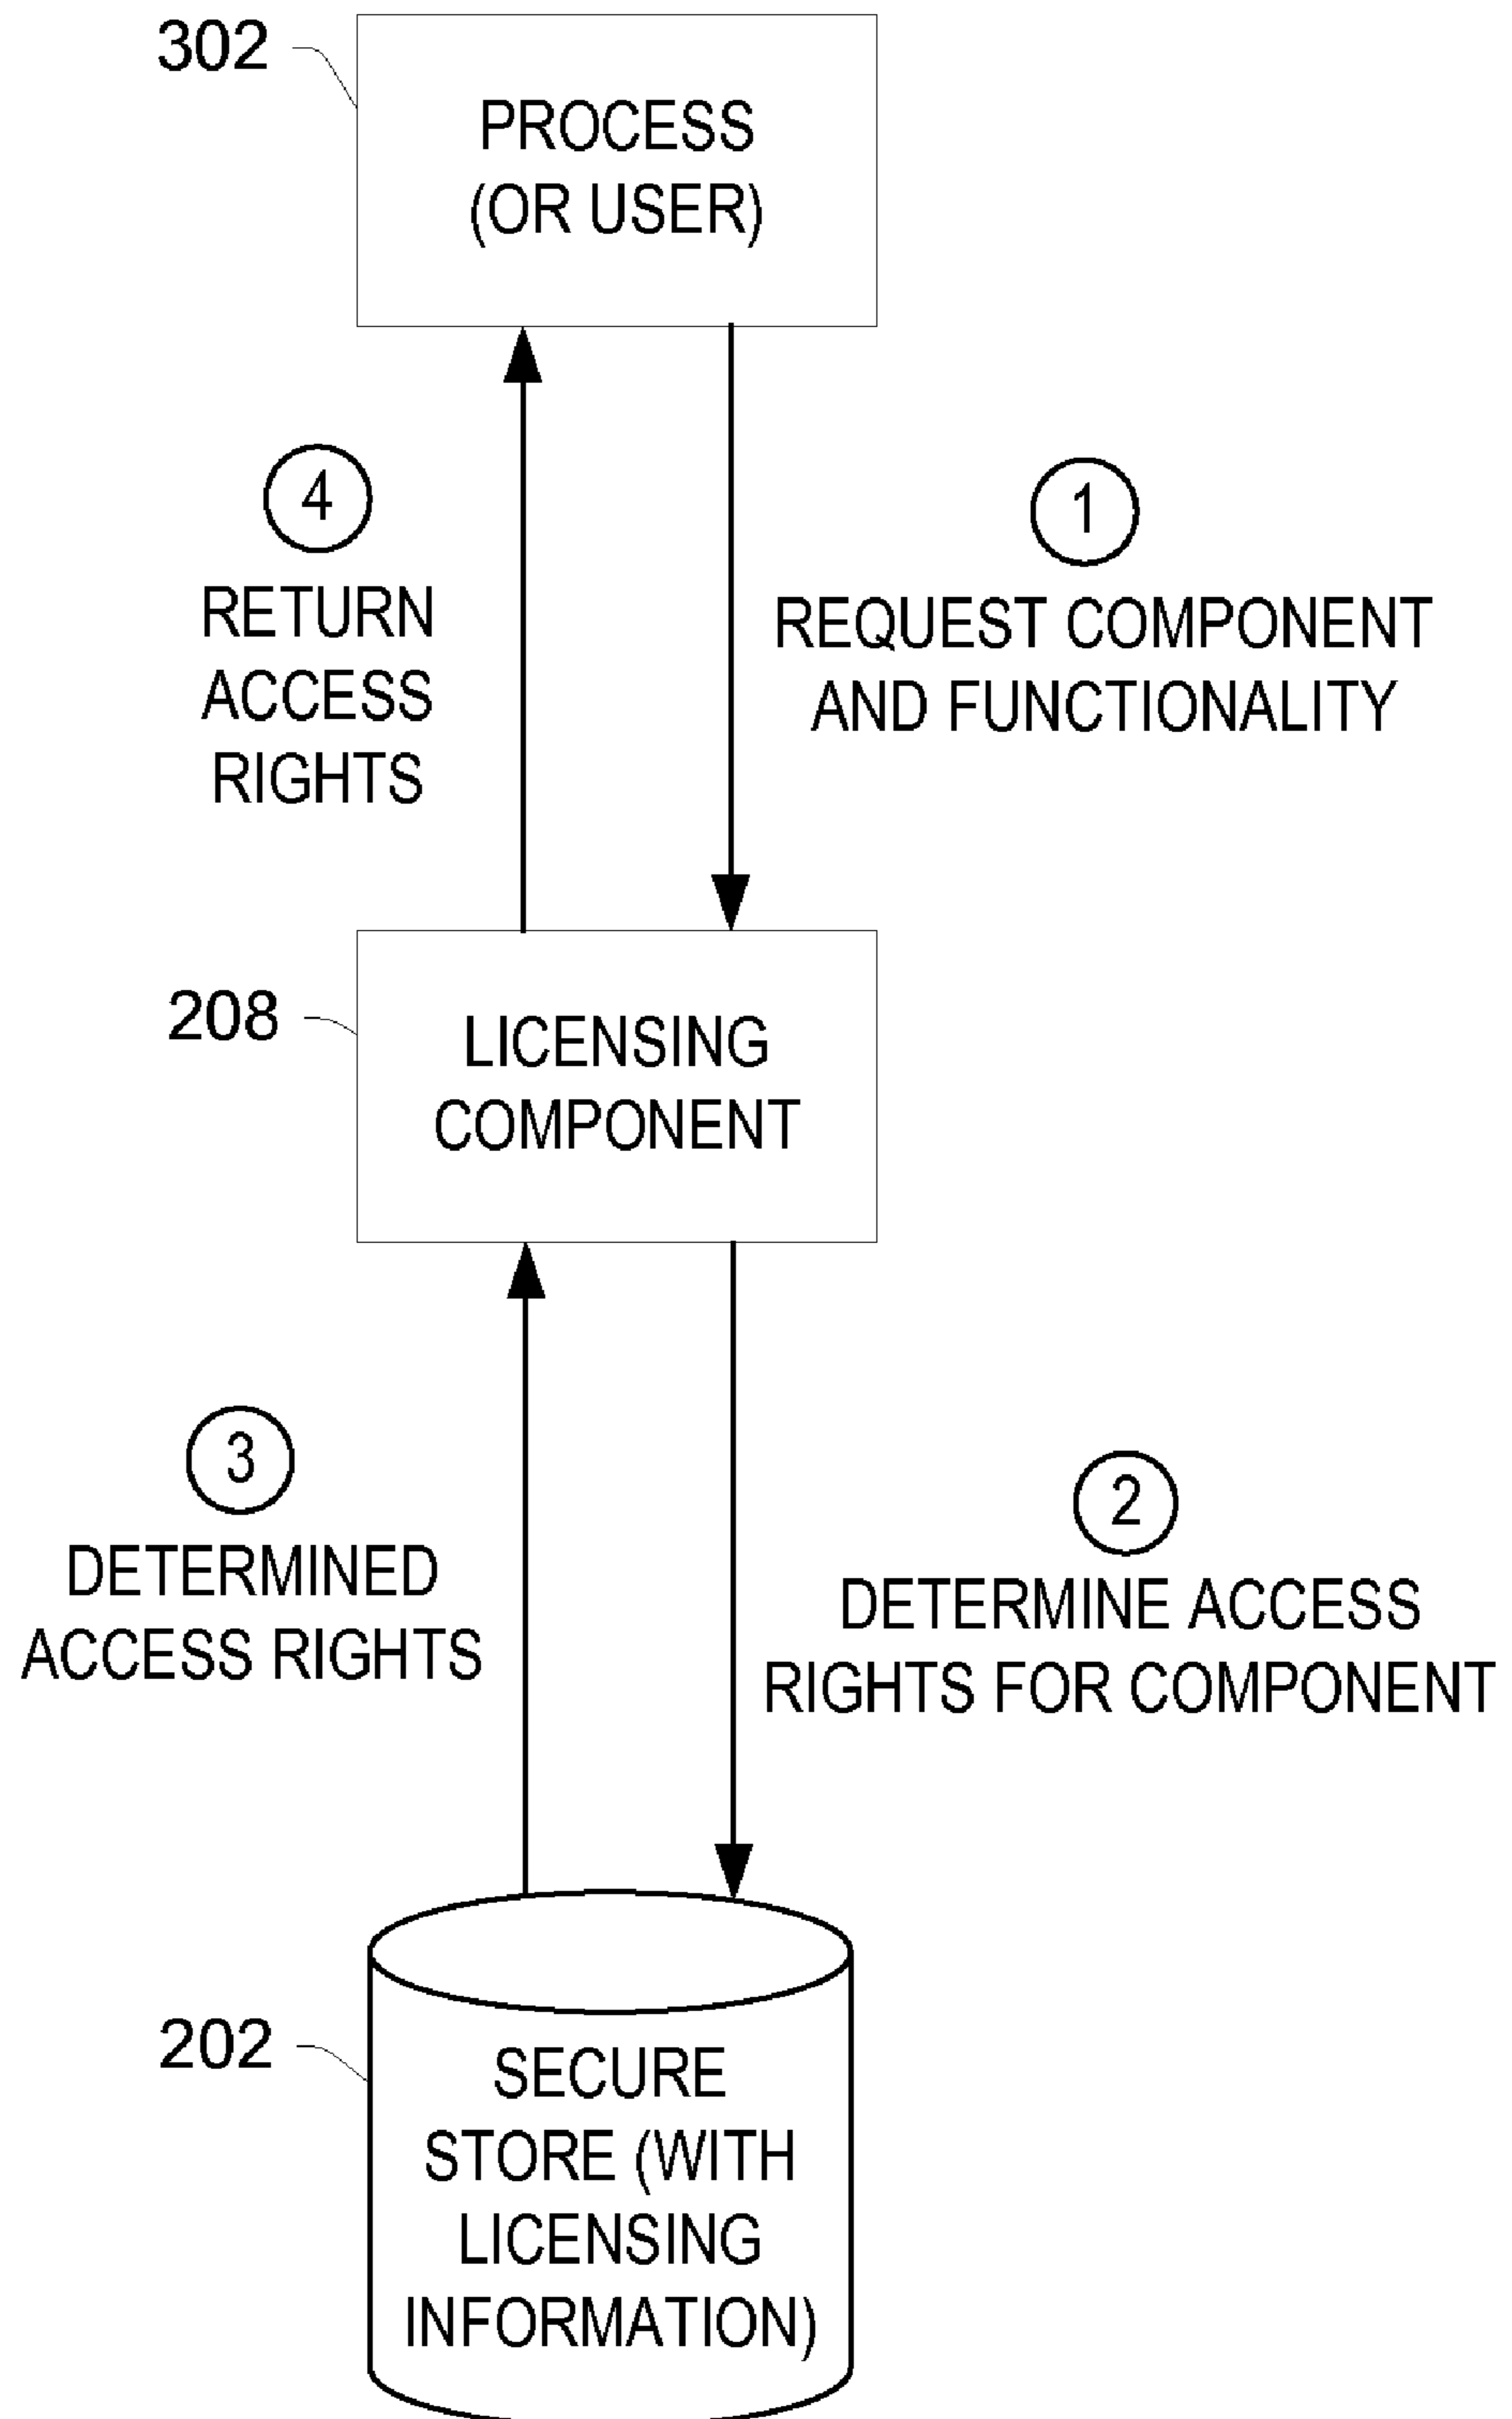 302
PROCESS
(OR USER)
4
RETURN
ACCESS
RIGHTS
1
REQUEST COMPONENT
AND FUNCTIONALITY
208
LICENSING
COMPONENT
3
DETERMINED
ACCESS RIGHTS
2
DETERMINE ACCESS
RIGHTS FOR COMPONENT
202
SECURE
STORE (WITH
LICENSING
INFORMATION)